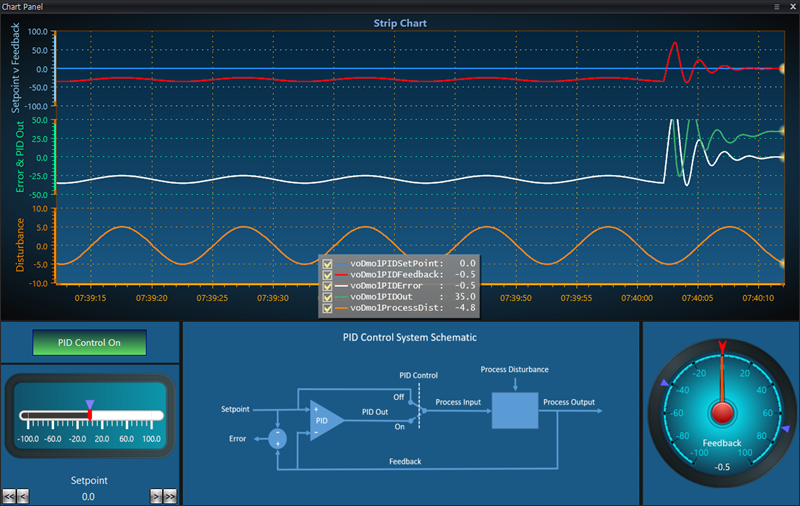 Chart Panel
Strip Chart
Setpoint v Feedback
100.0
50.0
0.0
-50.0
-100.0
Error & PID Out
50.0
25.0
0.0
-25.0
-50.0
Disturbance
10.0
5.0
0.0
-5.0
-10.0
voDmo1PIDSetPoint: 0.0
voDmo1PIDFeedback: -0.5
voDmo1PIDError : -0.5
voDmo1PIDOut : 35.0
voDmo1ProcessDist: -4.8
07:39:15 07:39:20 07:39:25 07:39:30 07:39:50 07:39:55 07:40:00 07:40:05 07:40:10
PID Control On
-100.0 -60.0 -20.0 20.0 60.0 100.0
Setpoint
<< < 0.0 > >>
PID Control System Schematic
Process Disturbance
PID Control
Off
Setpoint
PID
PID Out
On
Process Input
Process Output
Error
Feedback
+
-
+
-
-20 20
-40 40
-60 60
-80 80
-100 100
Feedback
-0.5